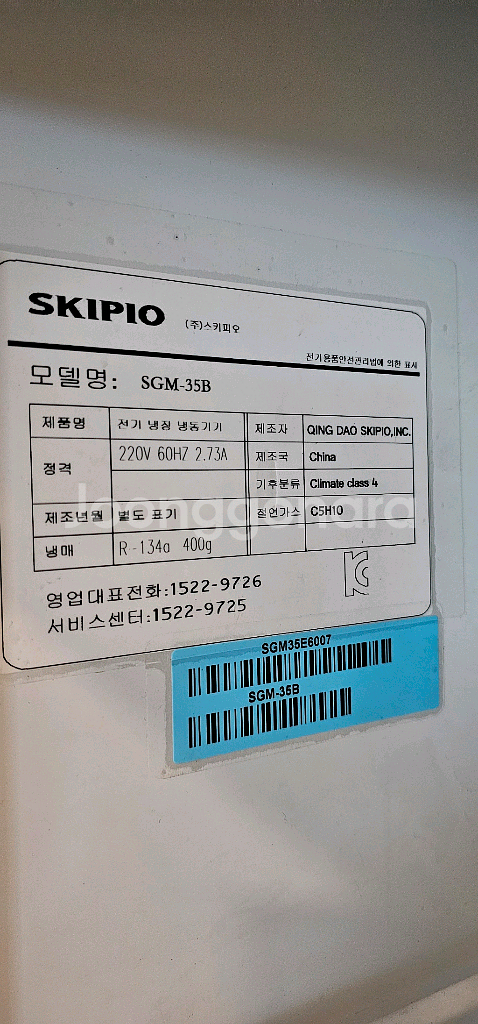 SKIPIO (주)스키피오
전기용품안전관리법에 의한 표시
모델명: SGM-35B
제품명 전기 냉장 냉동기기 제조자 QING DAO SKIPIO,INC.
정격 220V 60HZ 2.73A 제조국 China
기후분류 Climate class 4
제조년월 별도 표기 절연가스 C5H10
냉매 R-134a 400g
영업대표전화:1522-9726
서비스센터:1522-9725
SGM35E6007
SGM-35B
joonggonara